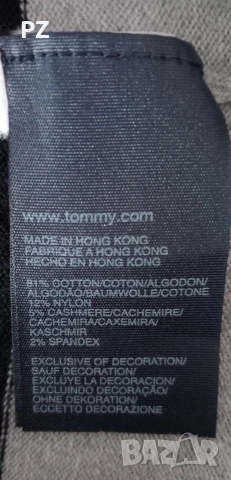 PZ
www.tommy.com
MADE IN HONG KONG
FABRIQUE A HONG KONG
HECHO EN HONG KONG
81% COTTON/COTON/ALGODON/
ALGODÃO/BAUMWOLLE/COTONE
12% NYLON
5% CASHMERE/CACHEMIRE/
CACHEMIRA/CAXEMIRA/
KASCHMIR
2% SPANDEX
EXCLUSIVE OF DECORATION/
SAUF DECORATION/
EXCLUYE LA DECORACION/
EXCLUINDO DECORAÇÃO/
OHNE DEKORATION/
ECCETTO DECORAZIONE
BAZAR